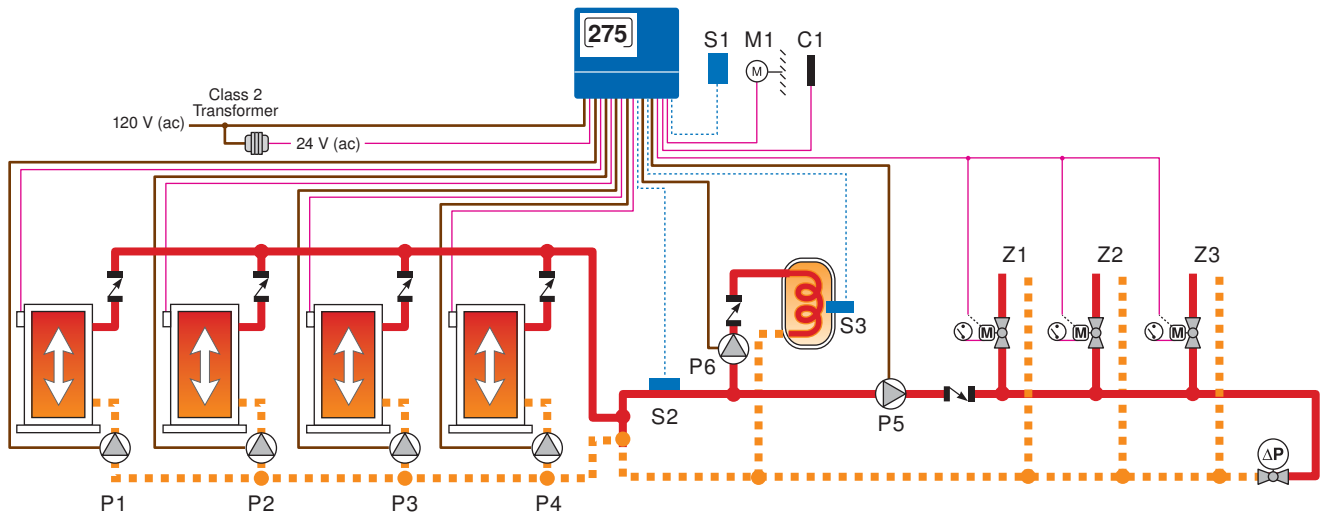 275
S1 M1 C1
M
Class 2
Transformer
120 V (ac)
24 V (ac)
Z1 Z2 Z3
M M M
S3
P6
S2
P5
ΔP
P1 P2 P3 P4